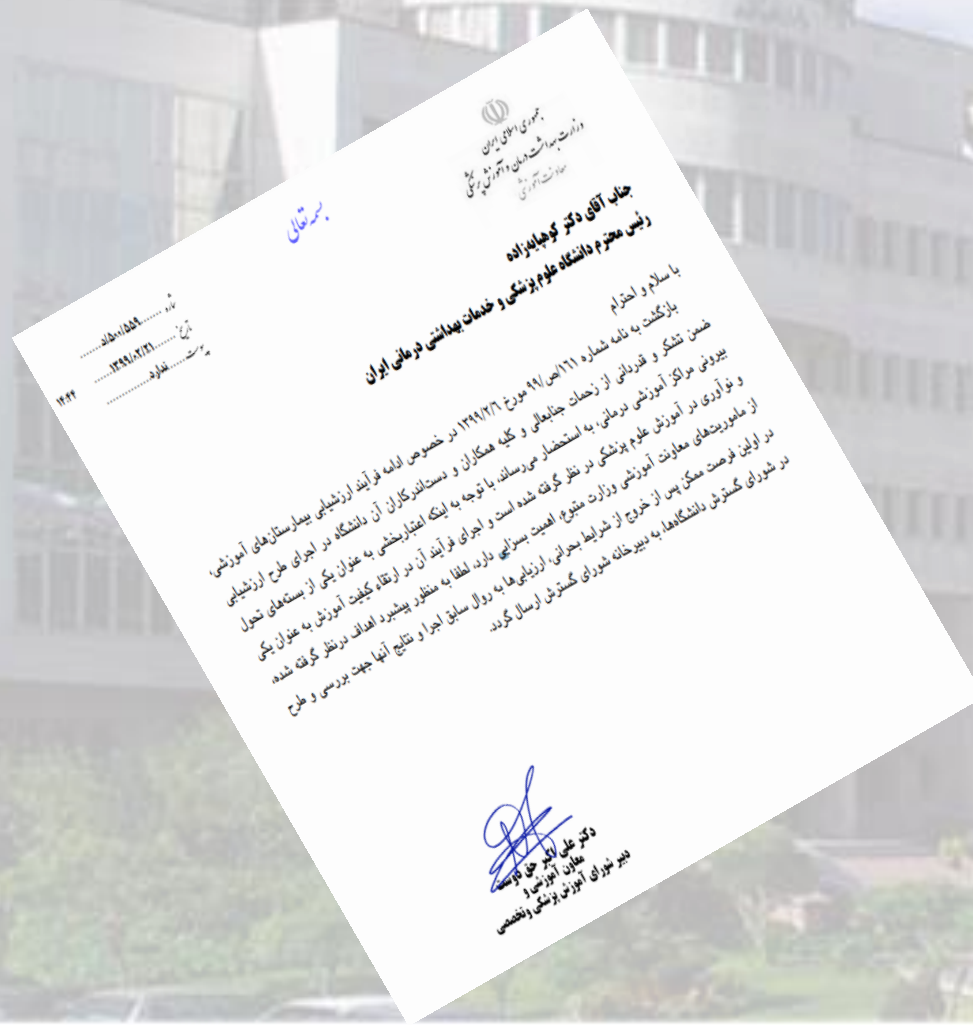 جمهوری اسلامی ایران
وزارت بهداشت درمان و آموزش پزشکی
معاونت آموزشی
بسمه تعالی
شماره .......۵۰۰/۵۵۹/د.......
تاریخ .......۱۳۹۹/۰۲/۲۱.......
پیوست.......ندارد.......
۱۴:۲۴
جناب آقای دکتر کوهپایه‌زاده
رئیس محترم دانشگاه علوم پزشکی و خدمات بهداشتی درمانی ایران
با سلام و احترام
بازگشت به نامه شماره ۱۶۱/ص/۹۹ مورخ ۱۳۹۹/۲/۶ در خصوص ادامه فرآیند ارزشیابی بیمارستان‌های آموزشی،
ضمن تشکر و قدردانی از زحمات جنابعالی و کلیه همکاران و دست‌اندرکاران آن دانشگاه در اجرای طرح ارزشیابی
بیرونی مراکز آموزشی درمانی، به استحضار می‌رساند، با توجه به اینکه اعتباربخشی به عنوان یکی از بسته‌های تحول
و نوآوری در آموزش علوم پزشکی در نظر گرفته شده است و اجرای فرآیند آن در ارتقاء کیفیت آموزش به عنوان یکی
از ماموریت‌های معاونت آموزشی وزارت متبوع، اهمیت بسزایی دارد، لطفا به منظور پیشبرد اهداف درنظر گرفته شده،
در اولین فرصت ممکن پس از خروج از شرایط بحرانی، ارزیابی‌ها به روال سابق اجرا و نتایج آنها جهت بررسی و طرح
در شورای گسترش دانشگاه‌ها، به دبیرخانه شورای گسترش ارسال گردد.
دکتر علی اکبر حق دوست
معاون آموزشی و
دبیر شورای آموزش پزشکی و تخصصی